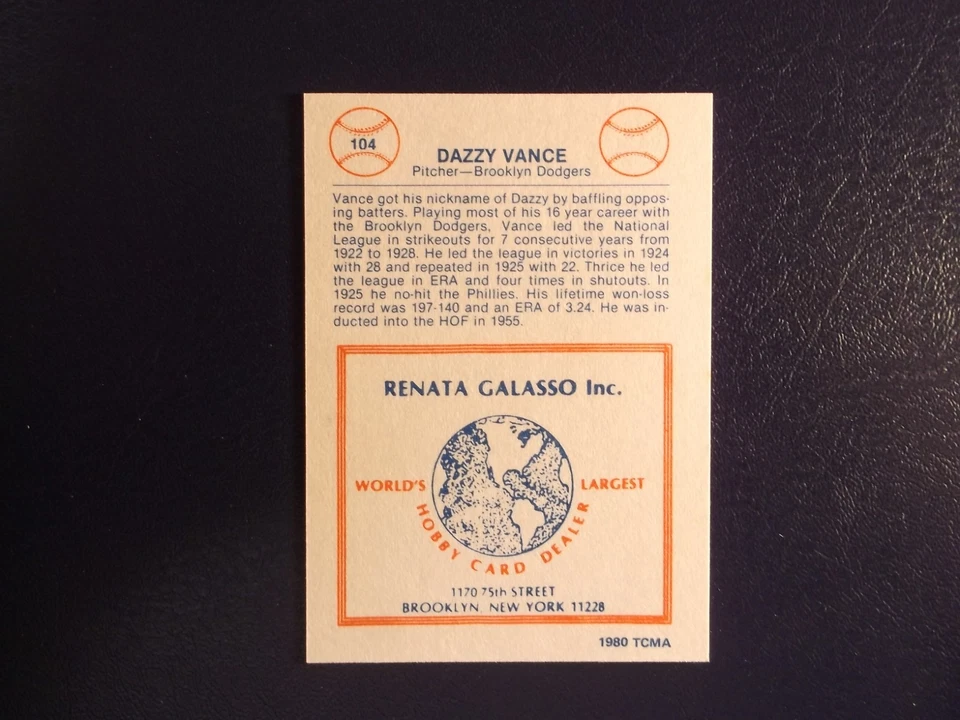 104
DAZZY VANCE
Pitcher—Brooklyn Dodgers
Vance got his nickname of Dazzy by baffling oppos-
ing batters. Playing most of his 16 year career with
the Brooklyn Dodgers, Vance led the National
League in strikeouts for 7 consecutive years from
1922 to 1928. He led the league in victories in 1924
with 28 and repeated in 1925 with 22. Thrice he led
the league in ERA and four times in shutouts. In
1925 he no-hit the Phillies. His lifetime won-loss
record was 197-140 and an ERA of 3.24. He was in-
ducted into the HOF in 1955.
RENATA GALASSO Inc.
WORLD'S LARGEST
HOBBY CARD DEALER
1170 75th STREET
BROOKLYN, NEW YORK 11228
1980 TCMA